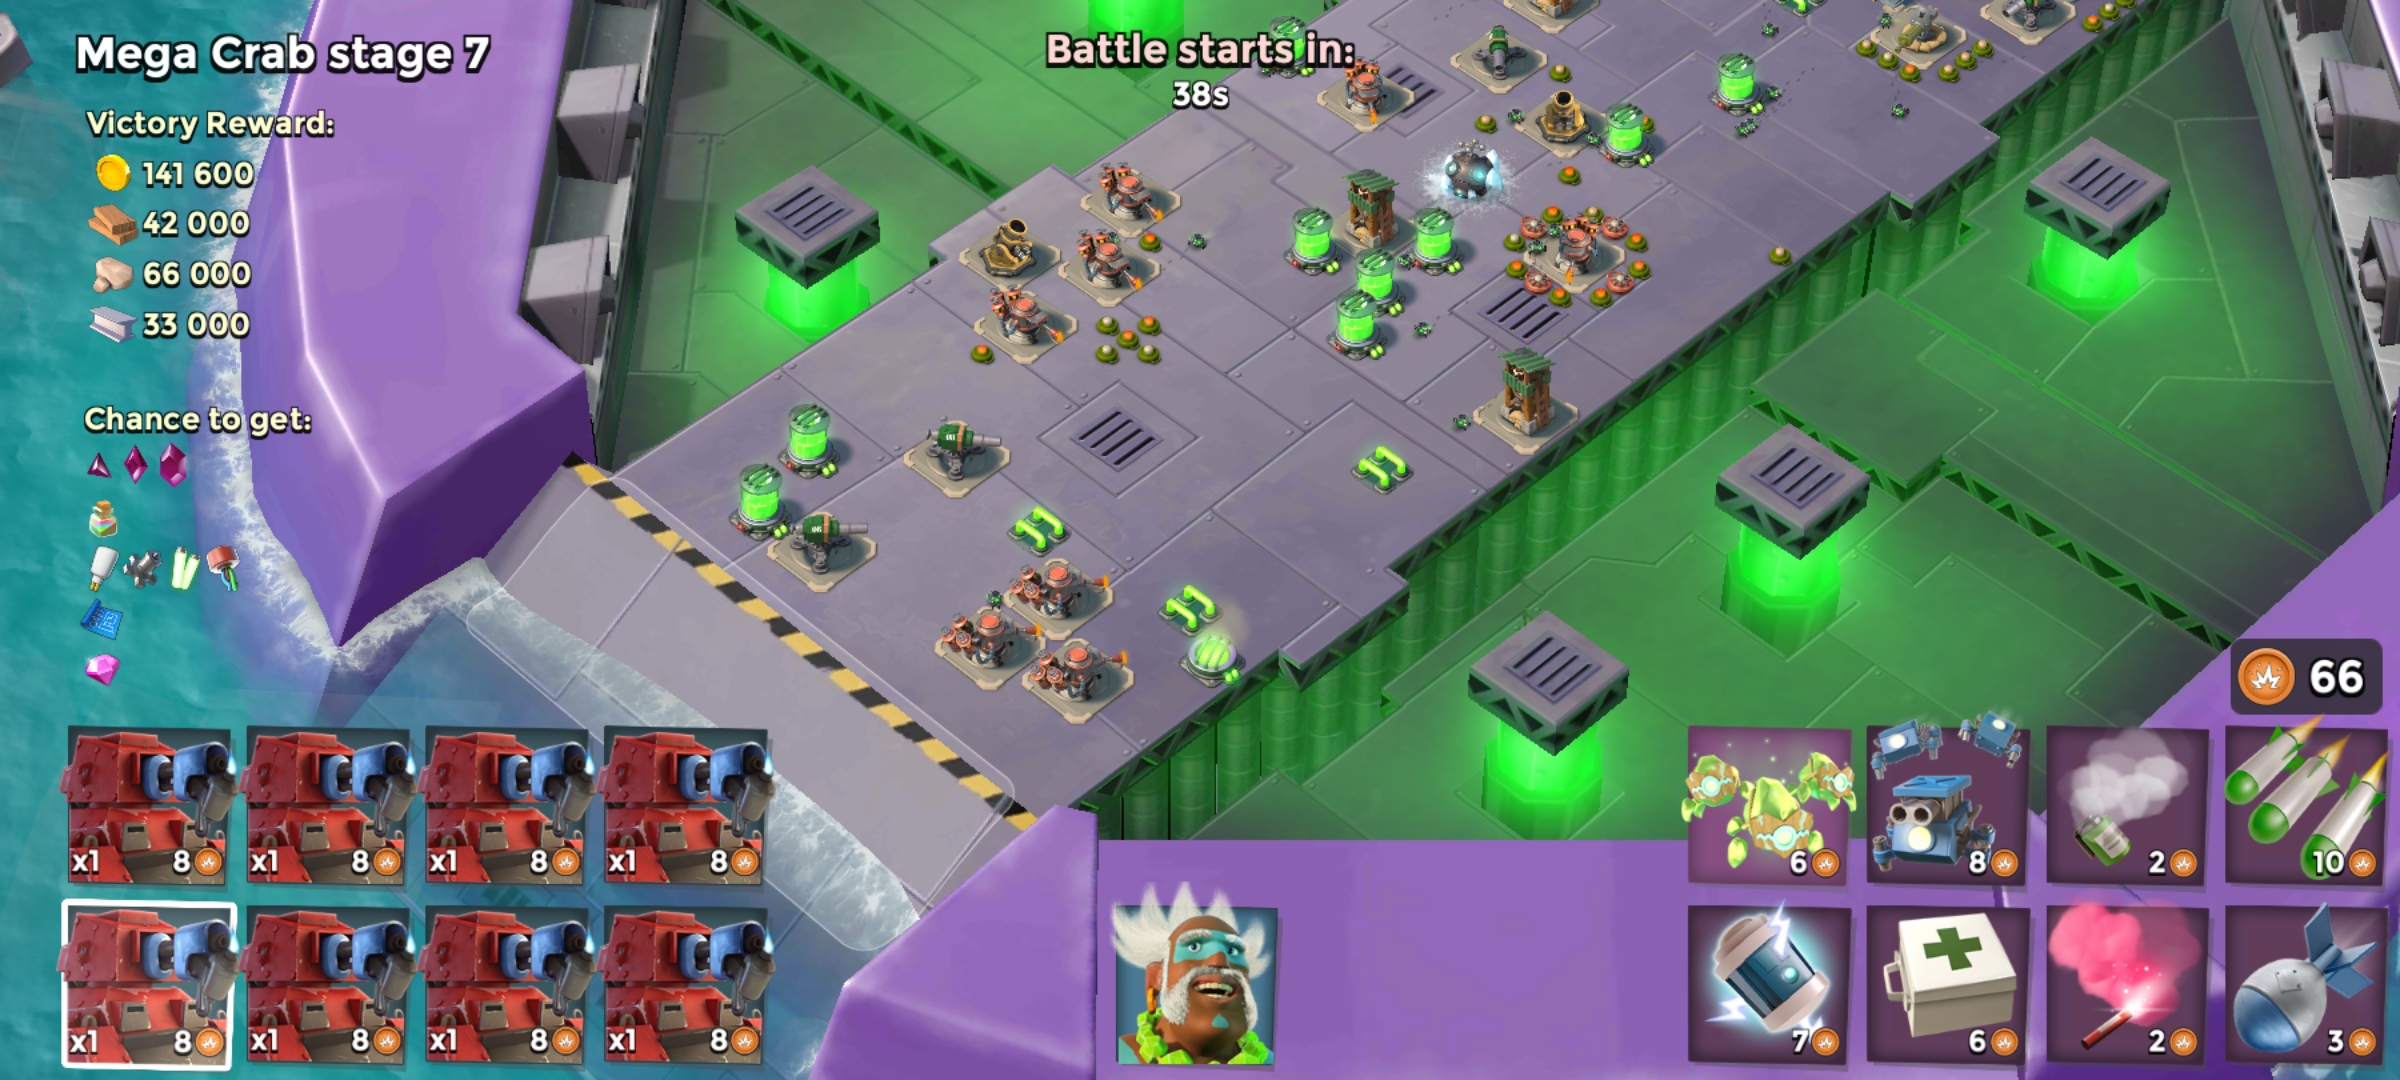 Mega Crab stage 7
Battle starts in:
38s
Victory Reward:
141 600
42 000
66 000
33 000
Chance to get:
66
x1 8
x1 8
x1 8
x1 8
6
8
2
10
x1 8
x1 8
x1 8
x1 8
7
6
2
3